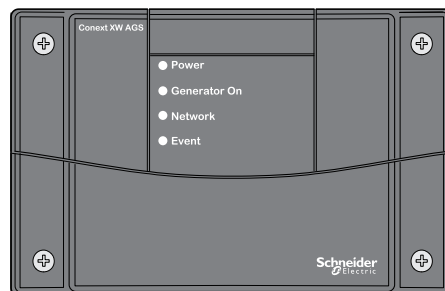 Conext XW AGS
Power
Generator On
Network
Event
Schneider
Electric